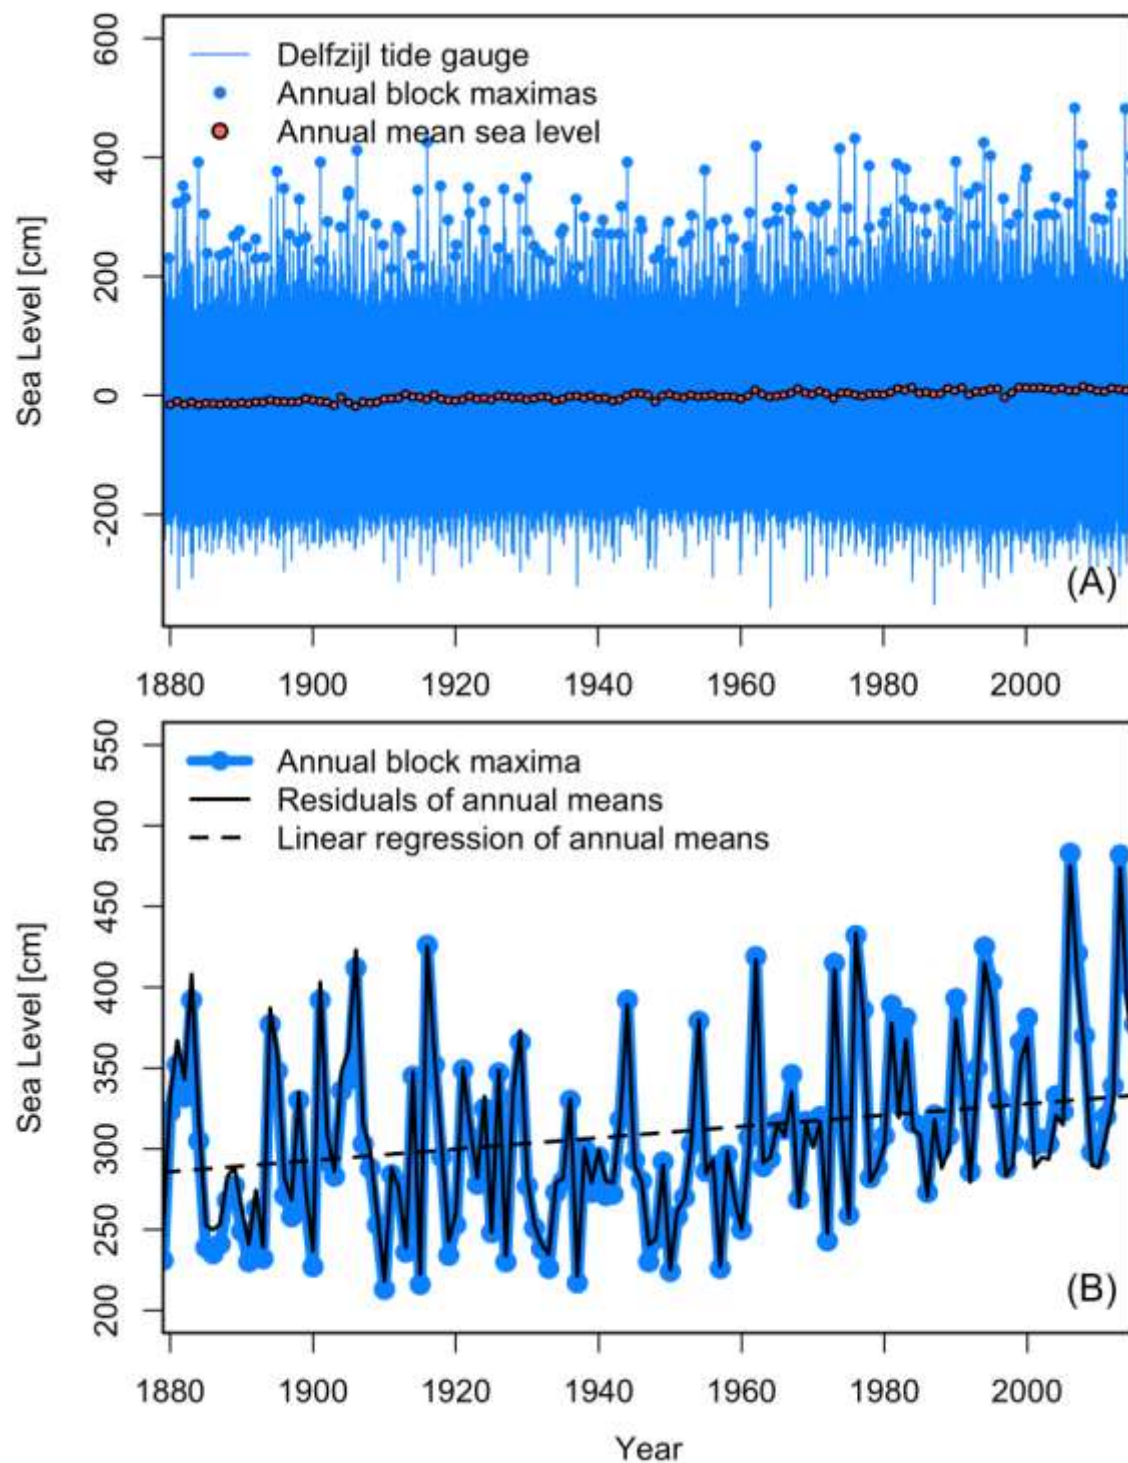 600
400
200
0
-200
Sea Level [cm]
Delfzijl tide gauge
Annual block maximas
Annual mean sea level
(A)
1880 1900 1920 1940 1960 1980 2000
550
500
450
400
350
300
250
200
Sea Level [cm]
Annual block maxima
Residuals of annual means
Linear regression of annual means
(B)
1880 1900 1920 1940 1960 1980 2000
Year